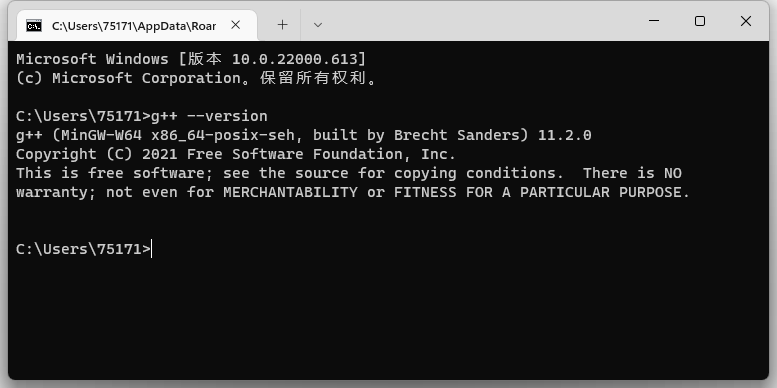 C:\Users\75171\AppData\Roar
Microsoft Windows [版本 10.0.22000.613]
(c) Microsoft Corporation。保留所有权利。
C:\Users\75171>g++ --version
g++ (MinGW-W64 x86_64-posix-seh, built by Brecht Sanders) 11.2.0
Copyright (C) 2021 Free Software Foundation, Inc.
This is free software; see the source for copying conditions.  There is NO
warranty; not even for MERCHANTABILITY or FITNESS FOR A PARTICULAR PURPOSE.
C:\Users\75171>